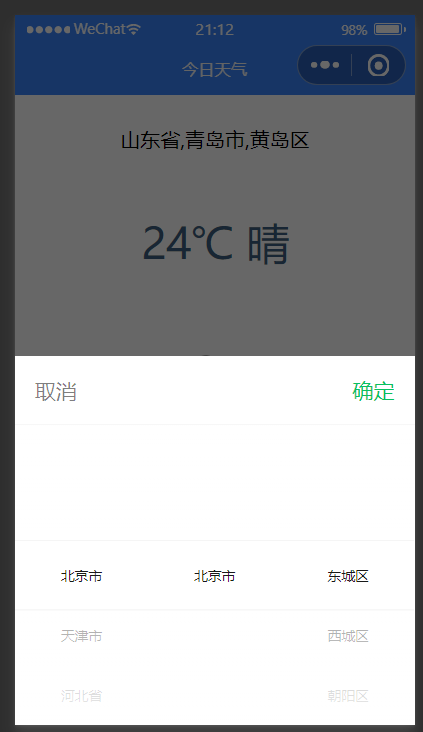 WeChat 21:12 98%
今日天气
山东省,青岛市,黄岛区
24℃ 晴
取消 确定
北京市 北京市 东城区
天津市 西城区
河北省 朝阳区